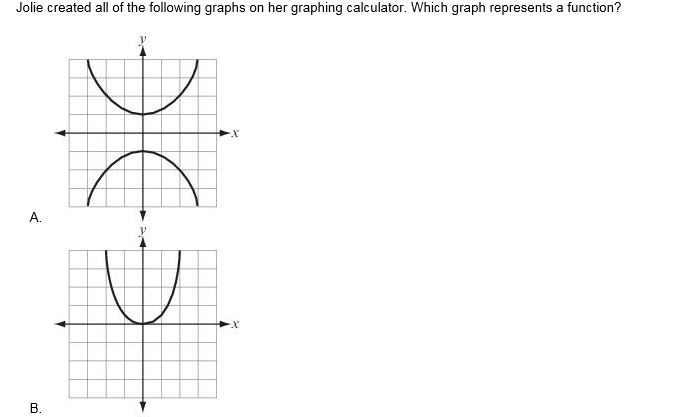 Jolie created all of the following graphs on her graphing calculator. Which graph represents a function?
y
x
A.
y
x
B.